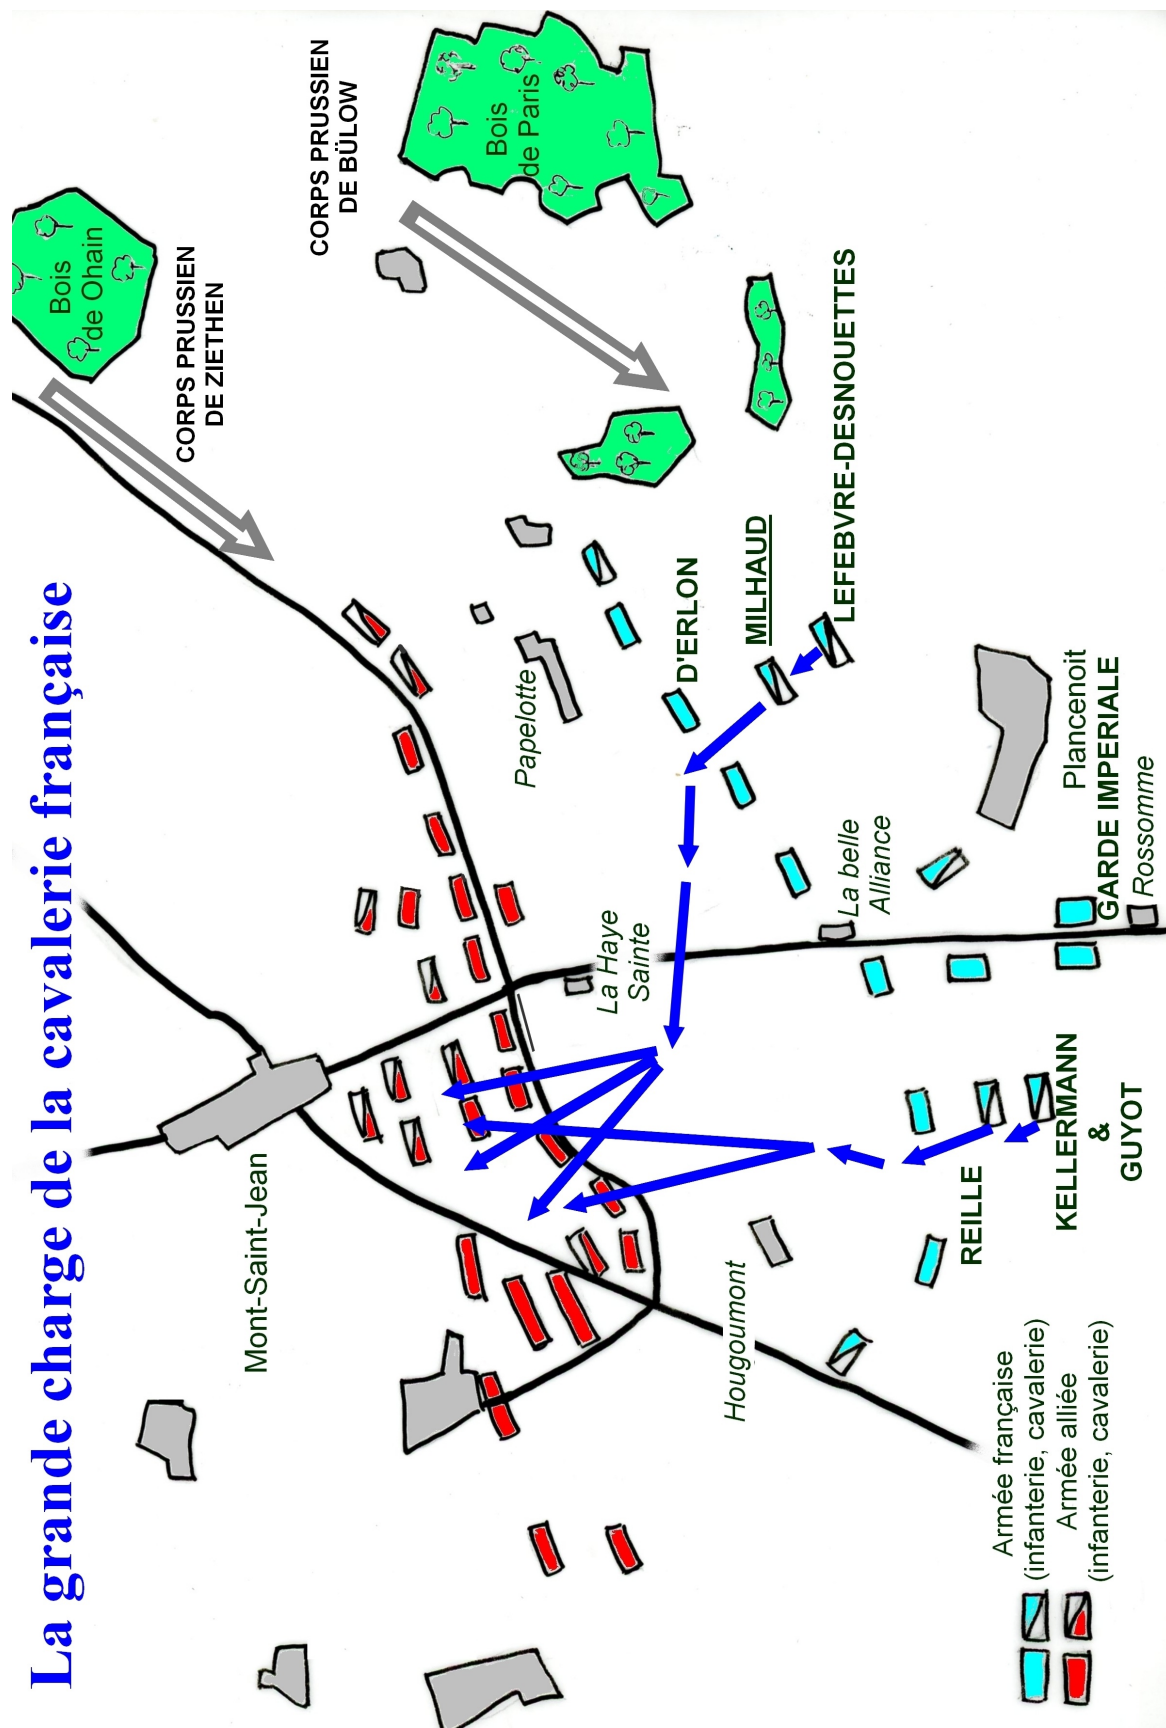 La grande charge de la cavalerie française
Bois
de Ohain
CORPS PRUSSIEN
DE ZIETHEN
CORPS PRUSSIEN
DE BÜLOW
Bois
de Paris
Mont-Saint-Jean
Papelotte
La Haye
Sainte
D'ERLON
MILHAUD
LEFEBVRE-DESNOUETTES
La belle
Alliance
Hougoumont
Plancenoit
GARDE IMPERIALE
Rossomme
REILLE
KELLERMANN
&
GUYOT
Armée française
(infanterie, cavalerie)
Armée alliée
(infanterie, cavalerie)